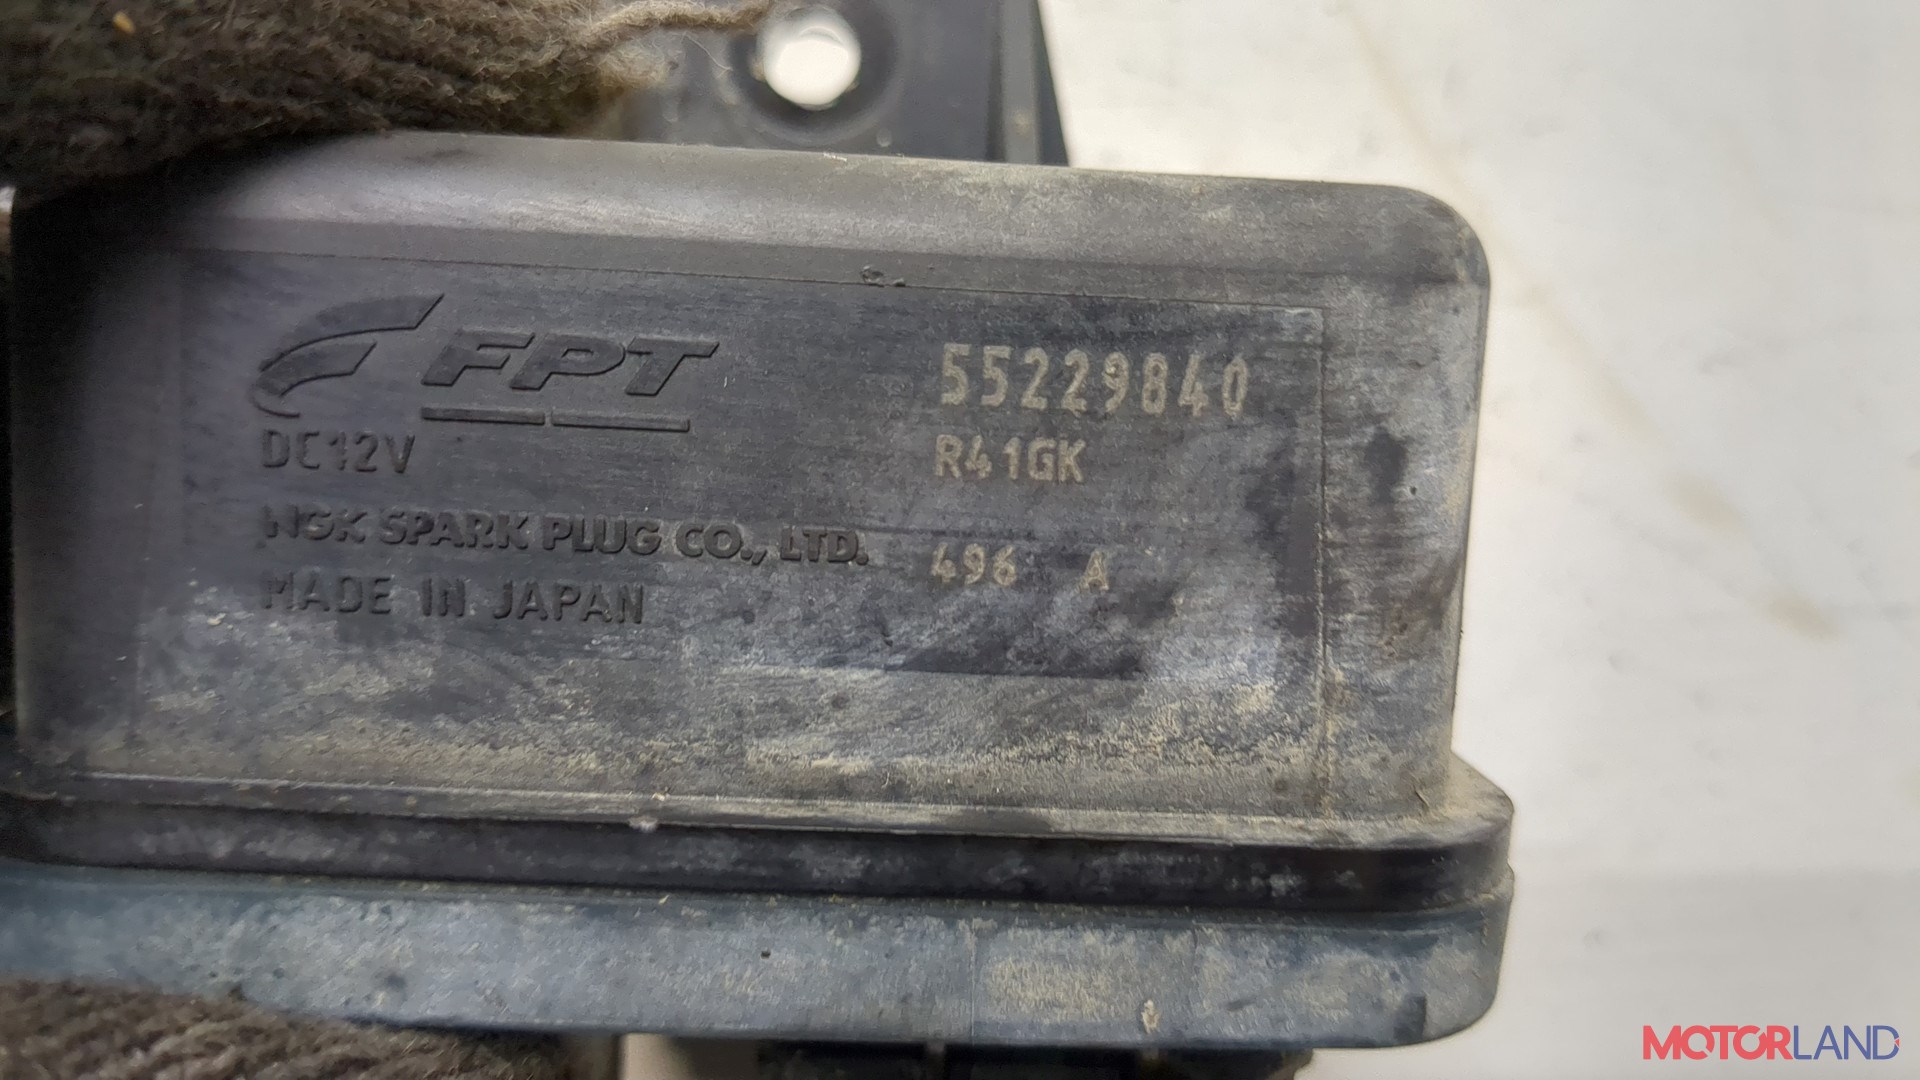 FPT
55229840
DC12V
R41GK
NGK SPARK PLUG CO., LTD.
496 A
MADE IN JAPAN
MOTORLAND